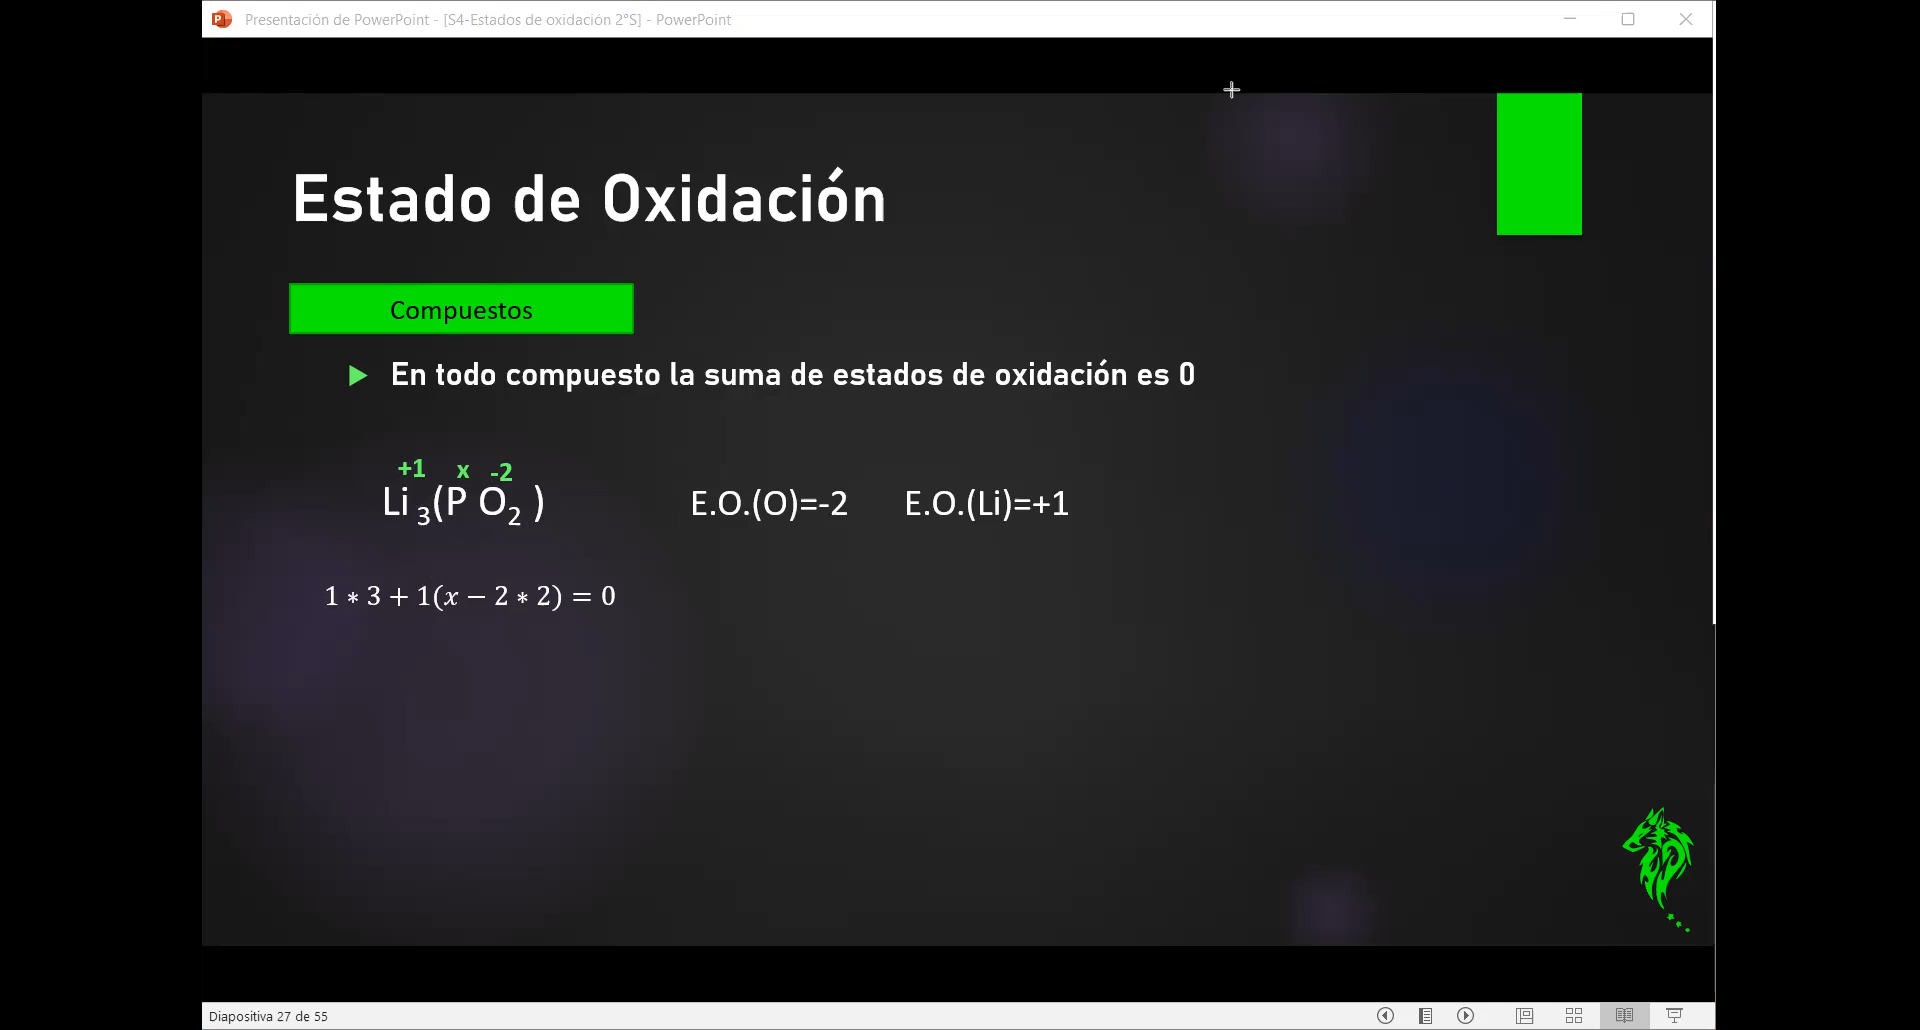 Presentación de PowerPoint - [S4-Estados de oxidación 2°S] - PowerPoint
Estado de Oxidación
Compuestos
En todo compuesto la suma de estados de oxidación es 0
+1 x -2
Li₃(P O₂ ) E.O.(O)=-2 E.O.(Li)=+1
1 ∗ 3 + 1(x − 2 ∗ 2) = 0
Diapositiva 27 de 55